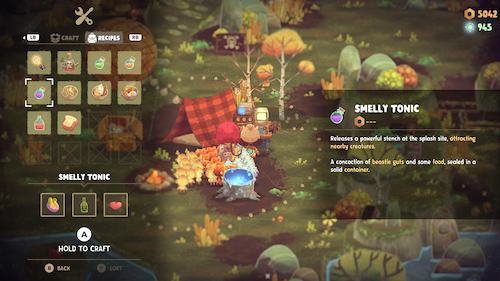 LB CRAFT RECIPES RB
5042
945
SMELLY TONIC
---
Releases a powerful stench at the splash site, attracting
nearby creatures.
A concoction of beastie guts and some food, sealed in a
solid container.
SMELLY TONIC
A
HOLD TO CRAFT
B BACK
SORT